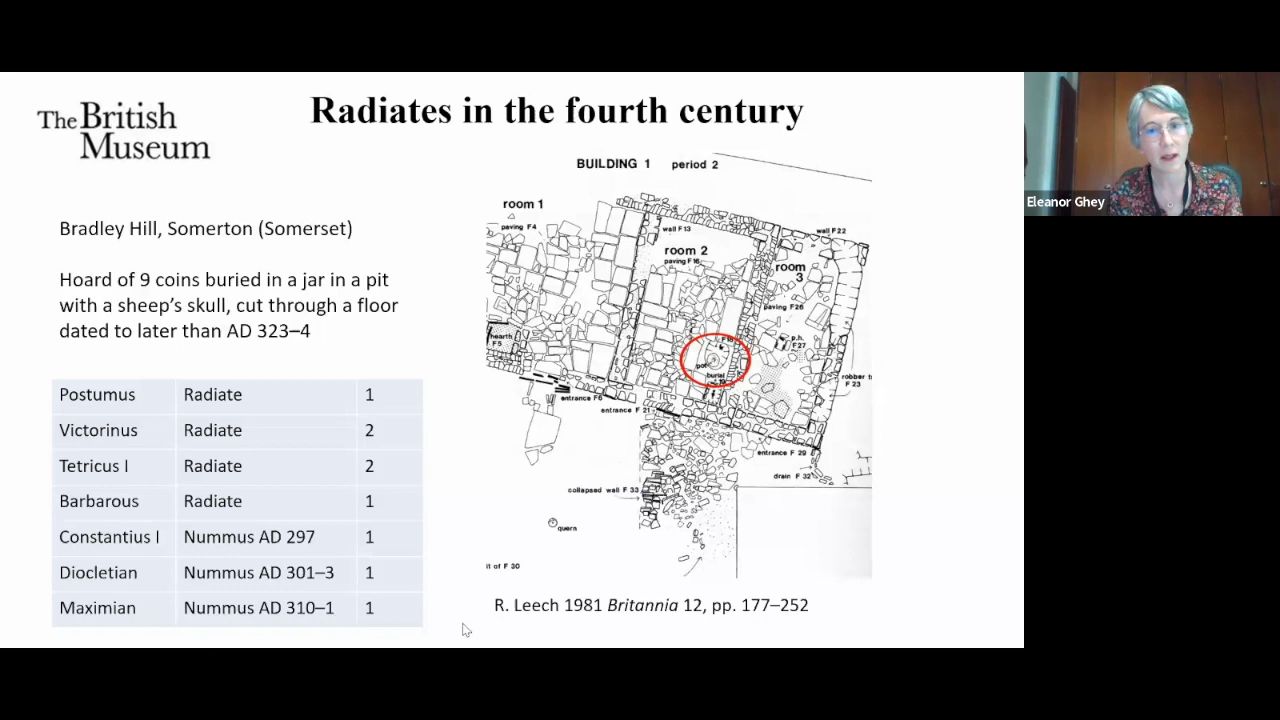 The British
Museum
Radiates in the fourth century
Bradley Hill, Somerton (Somerset)
Hoard of 9 coins buried in a jar in a pit
with a sheep's skull, cut through a floor
dated to later than AD 323–4
Postumus Radiate 1
Victorinus Radiate 2
Tetricus I Radiate 2
Barbarous Radiate 1
Constantius I Nummus AD 297 1
Diocletian Nummus AD 301–3 1
Maximian Nummus AD 310–1 1
BUILDING 1 period 2
room 1
paving F4
wall F13
wall F22
room 2
paving F16
room
3
paving F26
hearth
F5
p.h.
F27
pot
burial
robber
F 23
entrance F6
entrance F 21
entrance F 29
drain F 32
collapsed wall F 33
quern
of F 30
R. Leech 1981 Britannia 12, pp. 177–252
Eleanor Ghey